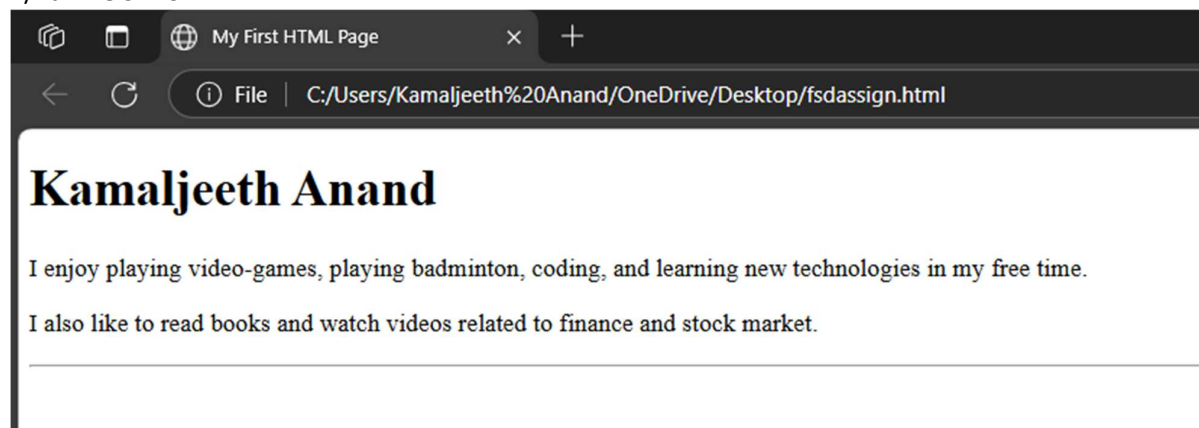 My First HTML Page
File | C:/Users/Kamaljeeth%20Anand/OneDrive/Desktop/fsdassign.html
Kamaljeeth Anand
I enjoy playing video-games, playing badminton, coding, and learning new technologies in my free time.
I also like to read books and watch videos related to finance and stock market.